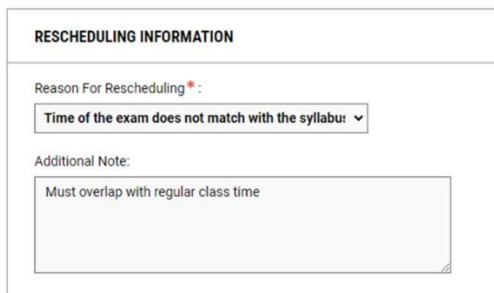 RESCHEDULING INFORMATION
Reason For Rescheduling * :
Time of the exam does not match with the syllabu
Additional Note:
Must overlap with regular class time